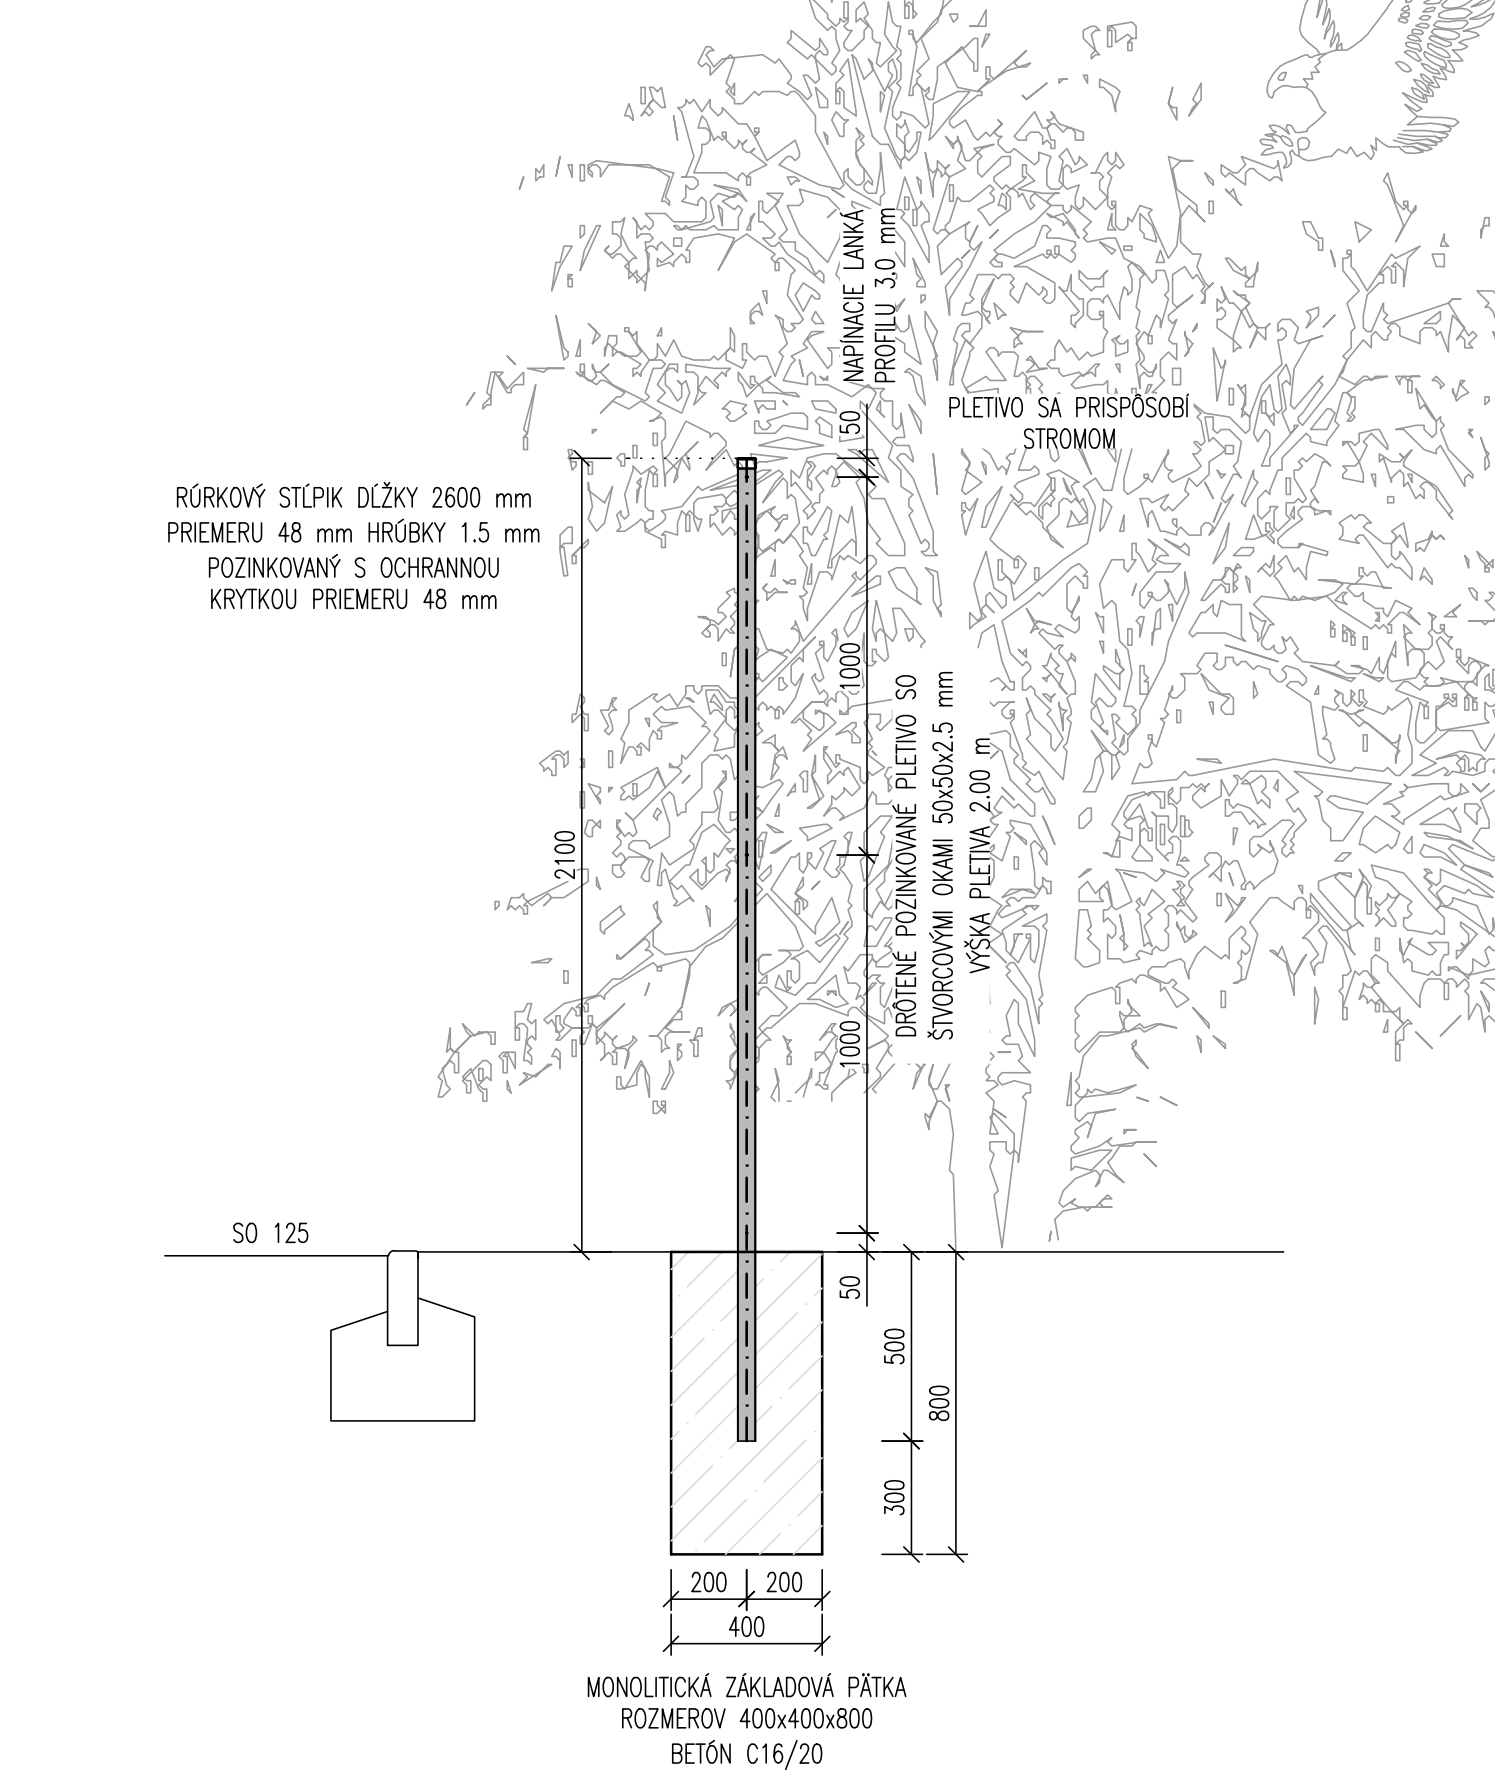 NAPÍNACIE LANKÁ
PROFILU 3,0 mm
50
PLETIVO SA PRISPÔSOBÍ
STROMOM
RÚRKOVÝ STĹPIK DĹŽKY 2600 mm
PRIEMERU 48 mm HRÚBKY 1.5 mm
POZINKOVANÝ S OCHRANNOU
KRYTKOU PRIEMERU 48 mm
1000
2100
DRÔTENÉ POZINKOVANÉ PLETIVO SO
ŠTVORCOVÝMI OKAMI 50x50x2.5 mm
VÝŠKA PLETIVA 2.00 m
1000
SO 125
50
500
800
300
200
200
400
MONOLITICKÁ ZÁKLADOVÁ PÄTKA
ROZMEROV 400x400x800
BETÓN C16/20